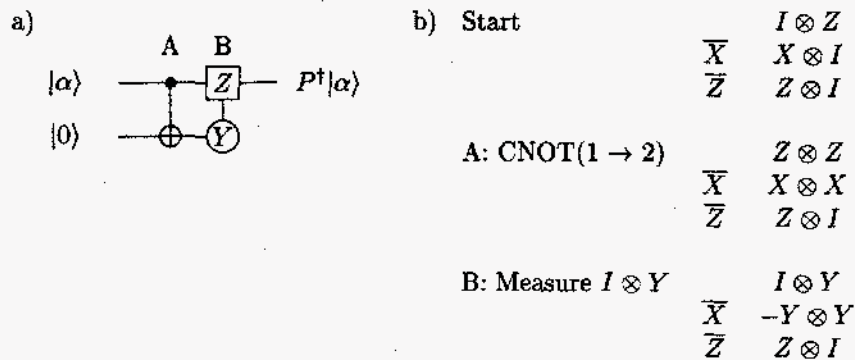 a)
A B
|α⟩ Z P†|α⟩
|0⟩ Y
b) Start I ⊗ Z
X̅ X ⊗ I
Z̅ Z ⊗ I
A: CNOT(1 → 2) Z ⊗ Z
X̅ X ⊗ X
Z̅ Z ⊗ I
B: Measure I ⊗ Y I ⊗ Y
X̅ −Y ⊗ Y
Z̅ Z ⊗ I